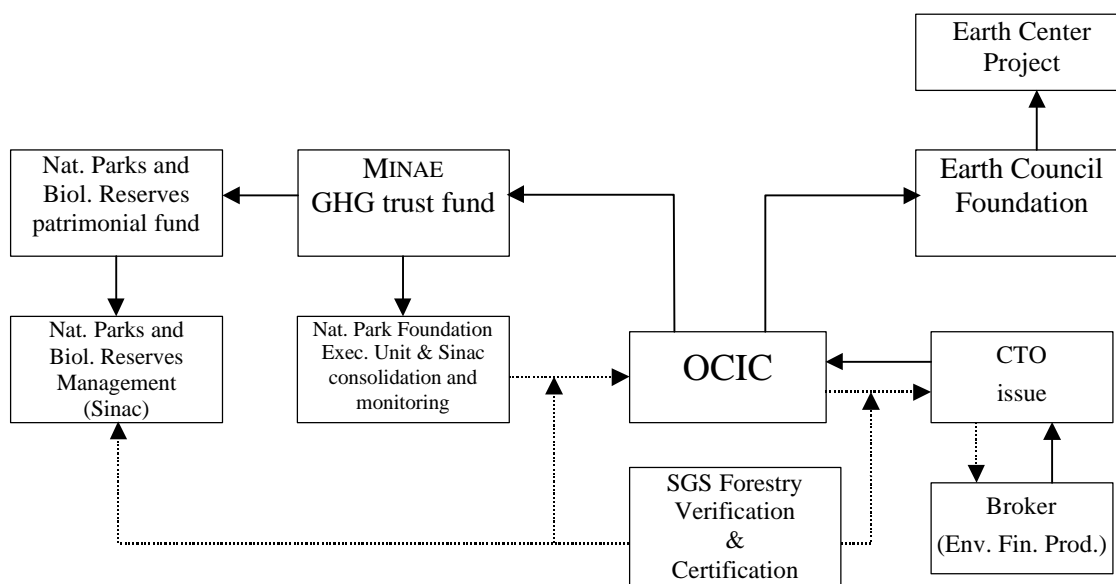 Earth Center
Project
Nat. Parks and
Biol. Reserves
patrimonial fund
MINAE
GHG trust fund
Earth Council
Foundation
Nat. Parks and
Biol. Reserves
Management
(Sinac)
Nat. Park Foundation
Exec. Unit & Sinac
consolidation and
monitoring
OCIC
CTO
issue
SGS Forestry
Verification
&
Certification
Broker
(Env. Fin. Prod.)